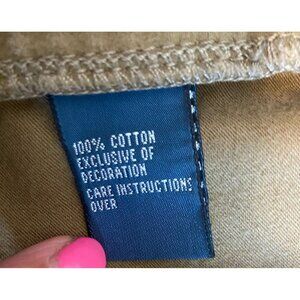 100% COTTON
EXCLUSIVE OF
DECORATION
CARE INSTRUCTIONS
OVER